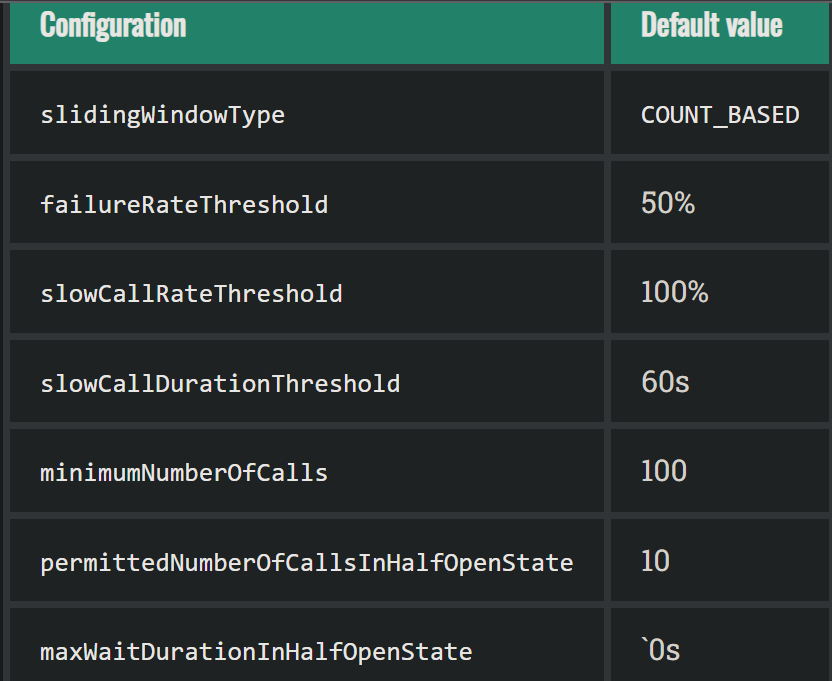 Configuration Default value
slidingWindowType COUNT_BASED
failureRateThreshold 50%
slowCallRateThreshold 100%
slowCallDurationThreshold 60s
minimumNumberOfCalls 100
permittedNumberOfCallsInHalfOpenState 10
maxWaitDurationInHalfOpenState `0s